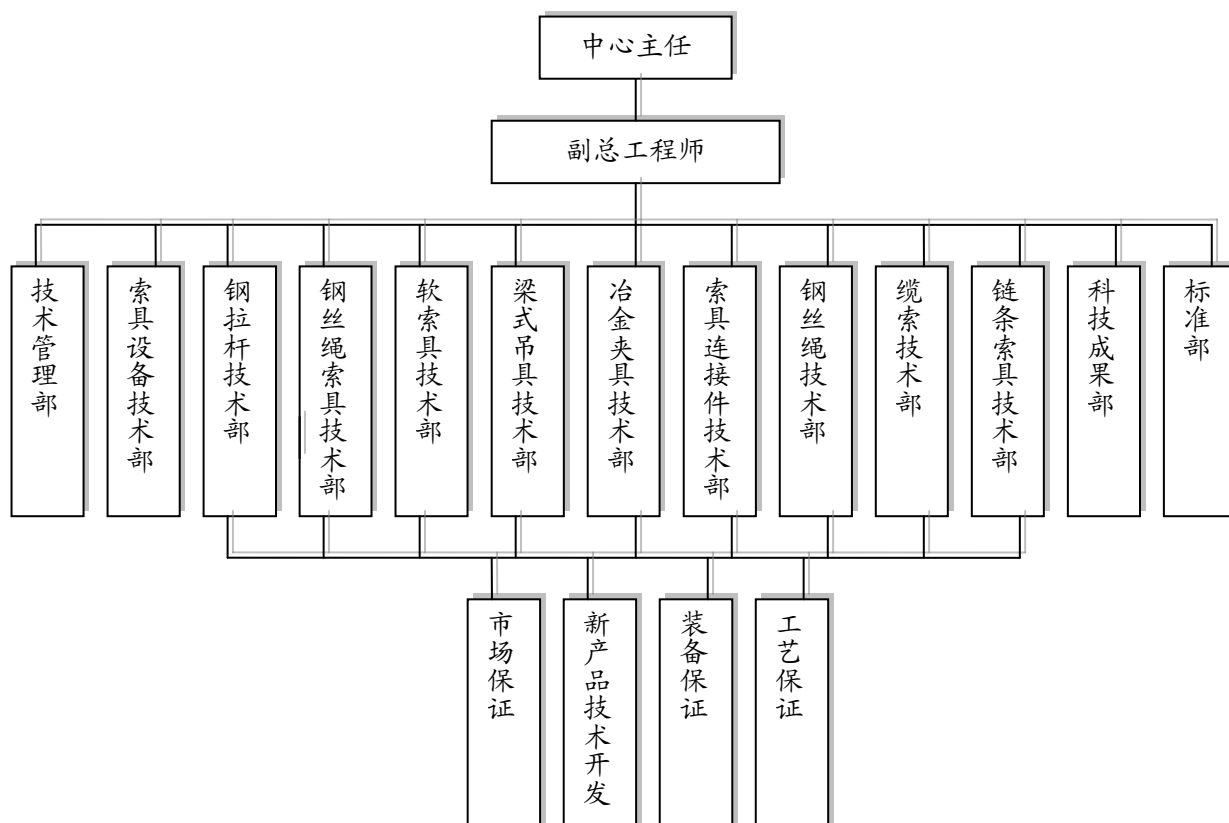 中心主任
副总工程师
技术管理部
索具设备技术部
钢拉杆技术部
钢丝绳索具技术部
软索具技术部
梁式吊具技术部
冶金夹具技术部
索具连接件技术部
钢丝绳技术部
缆索技术部
链条索具技术部
科技成果部
标准部
市场保证
新产品技术开发
装备保证
工艺保证